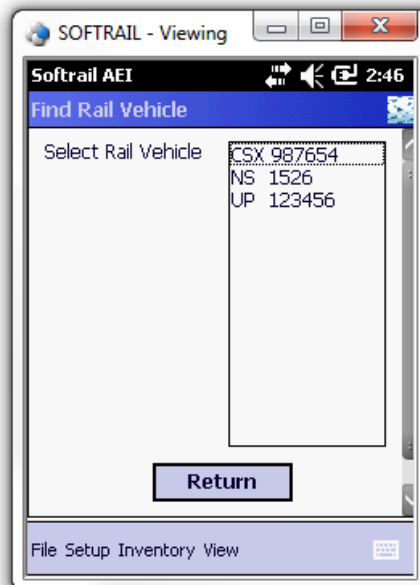 SOFTRAIL - Viewing
Softrail AEI 2:46
Find Rail Vehicle
Select Rail Vehicle
CSX 987654
NS 1526
UP 123456
Return
File Setup Inventory View